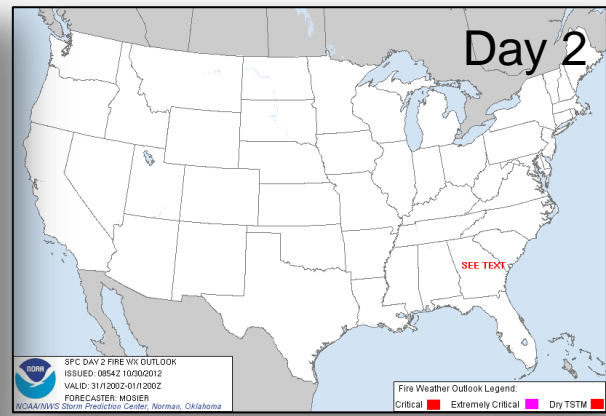 Day 2
SEE TEXT
NOAA
SPC DAY 2 FIRE WX OUTLOOK
ISSUED: 0854Z 10/30/2012
VALID: 31/1200Z-01/1200Z
FORECASTER: MOSIER
NOAA/NWS Storm Prediction Center, Norman, Oklahoma
Fire Weather Outlook Legend:
Critical Extremely Critical Dry TSTM